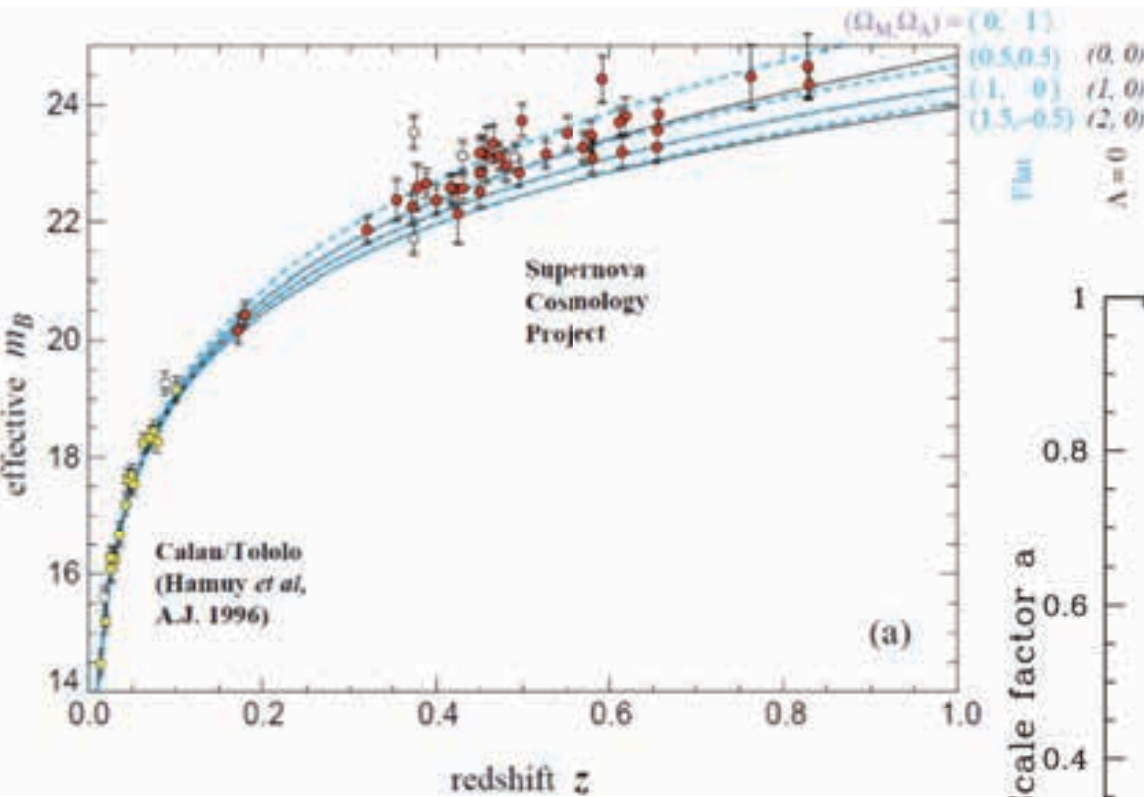 (Ω_M,Ω_Λ) = ( 0, 1 )
(0.5,0.5) (0, 0)
( 1, 0 ) (1, 0)
(1.5,-0.5) (2, 0)
Flat
Λ = 0
24
22
20
18
16
14
effective m_B
Supernova
Cosmology
Project
Calan/Tololo
(Hamuy et al,
A.J. 1996)
(a)
0.0 0.2 0.4 0.6 0.8 1.0
redshift z
1
0.8
0.6
0.4
cale factor a